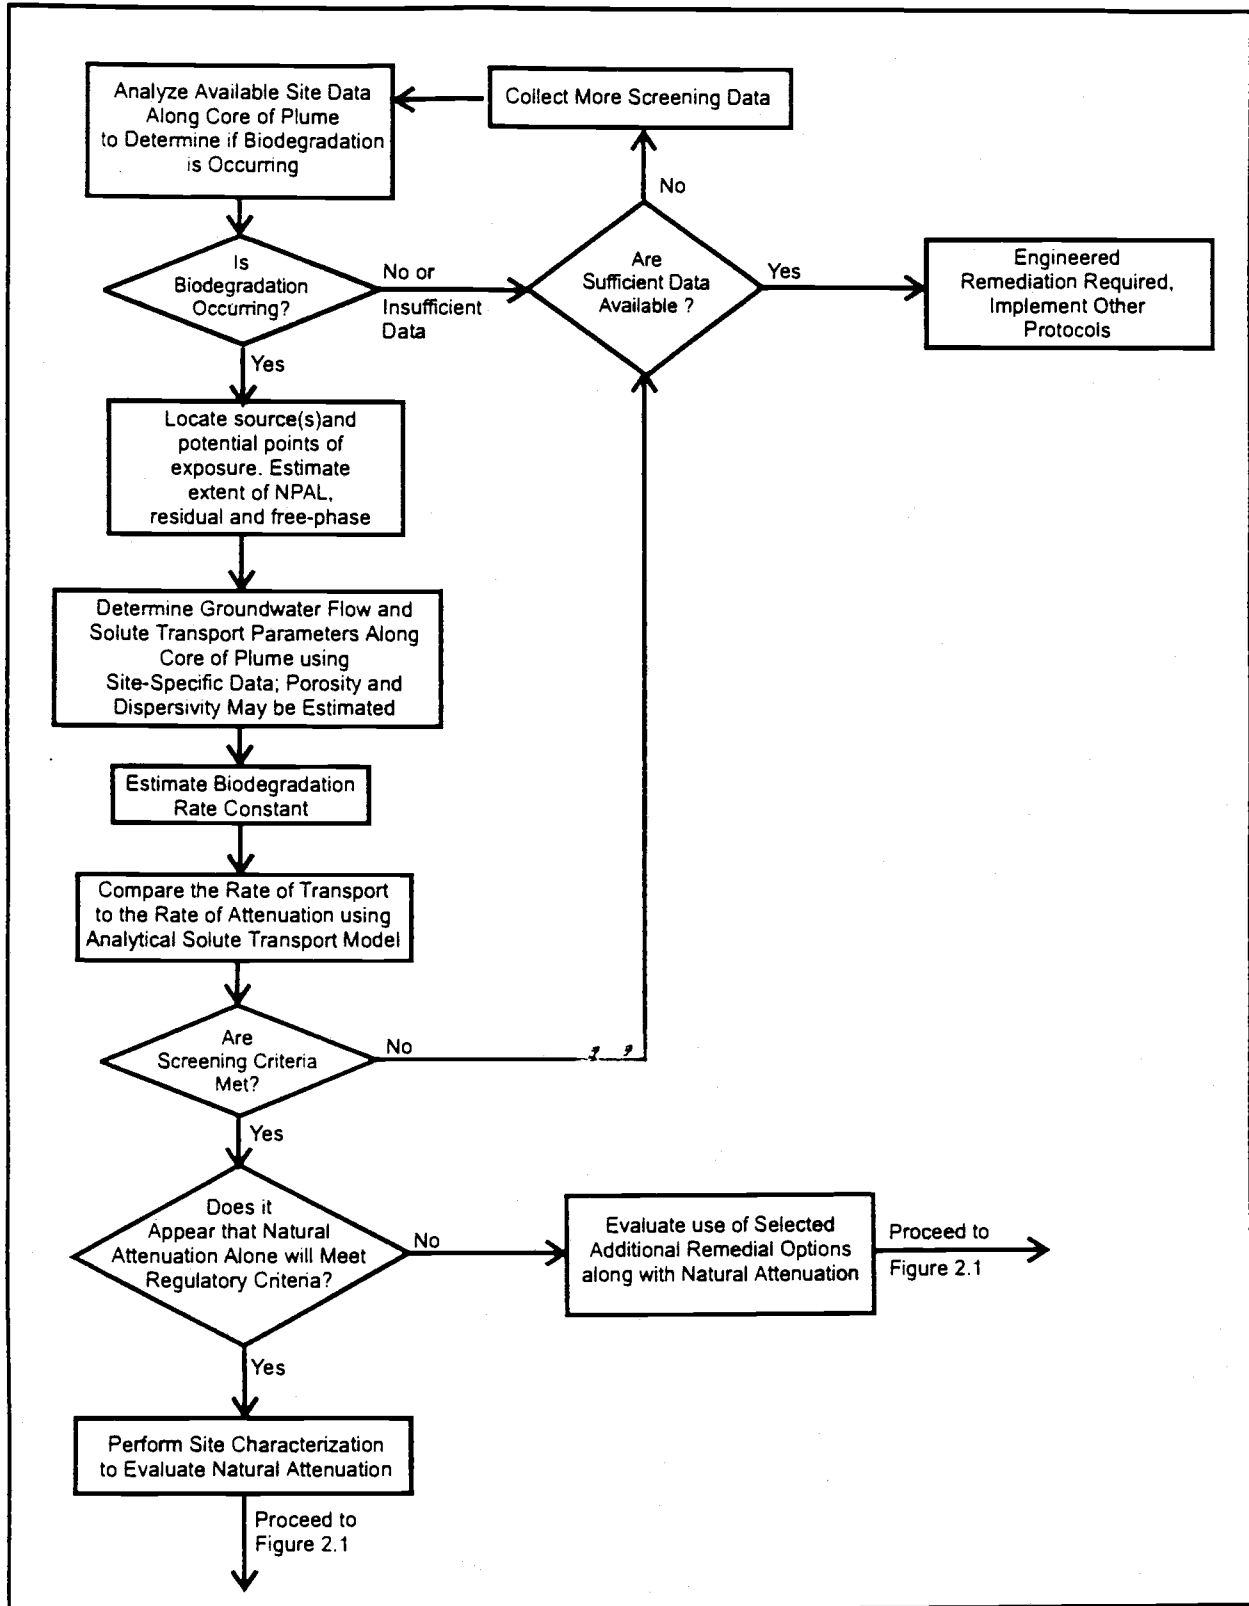 Analyze Available Site Data
Along Core of Plume
to Determine if Biodegradation
is Occurring
Collect More Screening Data
No
Is
Biodegradation
Occurring?
No or
Insufficient
Data
Are
Sufficient Data
Available ?
Yes
Engineered
Remediation Required,
Implement Other
Protocols
Yes
Locate source(s)and
potential points of
exposure. Estimate
extent of NPAL,
residual and free-phase
Determine Groundwater Flow and
Solute Transport Parameters Along
Core of Plume using
Site-Specific Data; Porosity and
Dispersivity May be Estimated
Estimate Biodegradation
Rate Constant
Compare the Rate of Transport
to the Rate of Attenuation using
Analytical Solute Transport Model
Are
Screening Criteria
Met?
No
Yes
Does it
Appear that Natural
Attenuation Alone will Meet
Regulatory Criteria?
No
Evaluate use of Selected
Additional Remedial Options
along with Natural Attenuation
Proceed to
Figure 2.1
Yes
Perform Site Characterization
to Evaluate Natural Attenuation
Proceed to
Figure 2.1